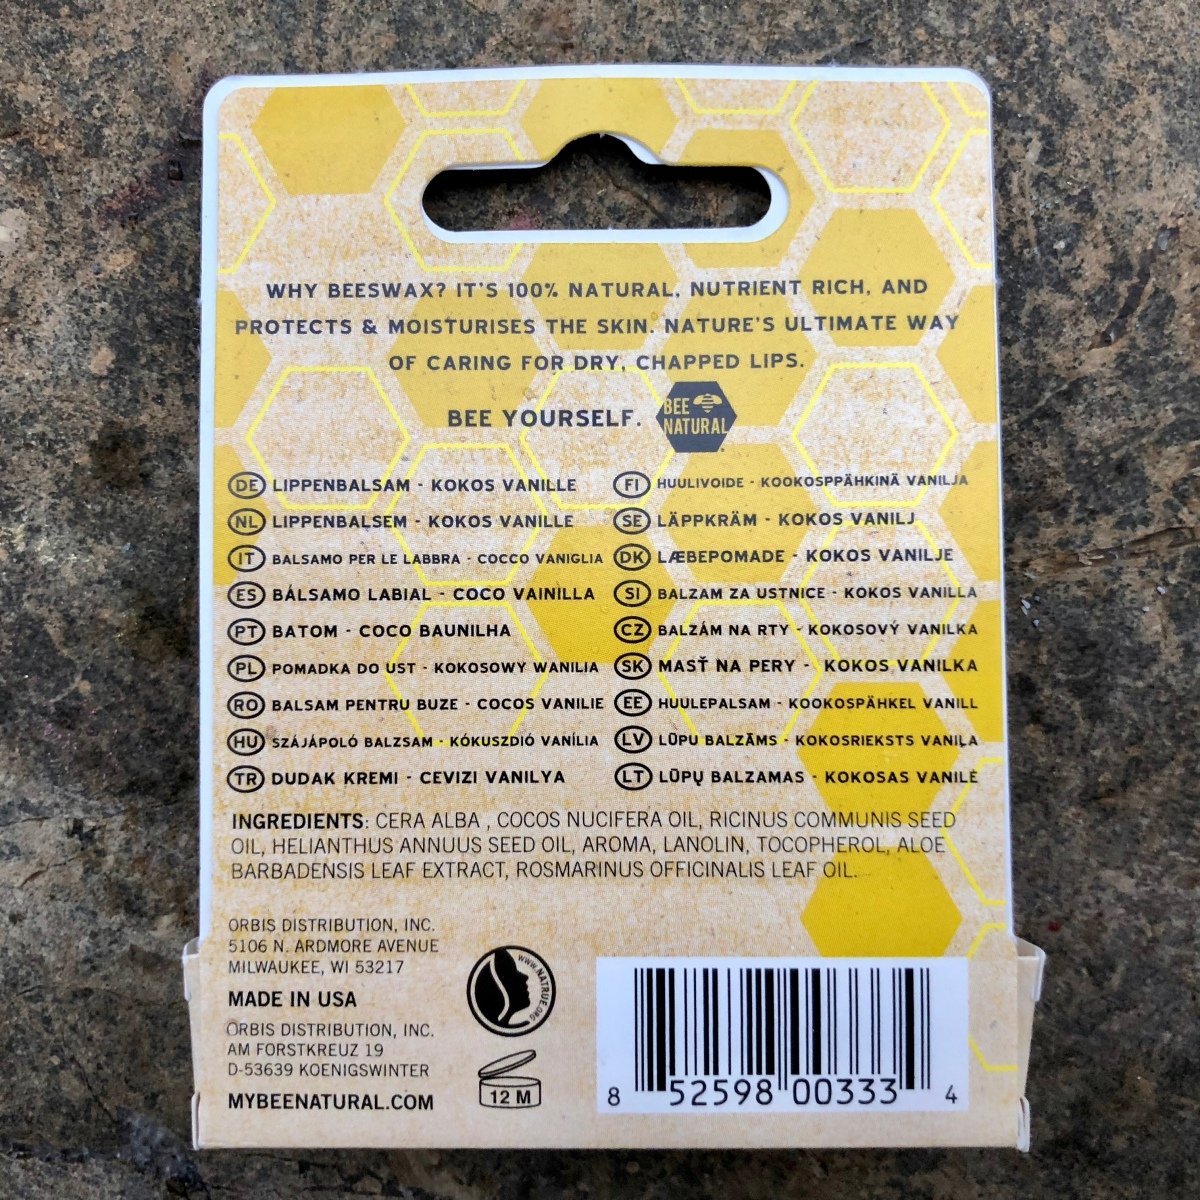 WHY BEESWAX? IT'S 100% NATURAL, NUTRIENT RICH, AND
PROTECTS & MOISTURISES THE SKIN. NATURE'S ULTIMATE WAY
OF CARING FOR DRY, CHAPPED LIPS.
BEE YOURSELF.
BEE
NATURAL
DE LIPPENBALSAM - KOKOS VANILLE
NL LIPPENBALSEM - KOKOS VANILLE
IT BALSAMO PER LE LABBRA - COCCO VANIGLIA
ES BÁLSAMO LABIAL - COCO VAINILLA
PT BATOM - COCO BAUNILHA
PL POMADKA DO UST - KOKOSOWY WANILIA
RO BALSAM PENTRU BUZE - COCOS VANILIE
HU SZÁJÁPOLÓ BALZSAM - KÓKUSZDIÓ VANÍLIA
TR DUDAK KREMI - CEVIZI VANILYA
FI HUULIVOIDE - KOOKOSPPÄHKINÄ VANILJA
SE LÄPPKRÄM - KOKOS VANILJ
DK LÆBEPOMADE - KOKOS VANILJE
SI BALZAM ZA USTNICE - KOKOS VANILLA
CZ BALZÁM NA RTY - KOKOSOVÝ VANILKA
SK MASŤ NA PERY - KOKOS VANILKA
EE HUULEPALSAM - KOOKOSPÄHKEL VANILL
LV LŪPU BALZĀMS - KOKOSRIEKSTS VANIĻA
LT LŪPŲ BALZAMAS - KOKOSAS VANILĖ
INGREDIENTS: CERA ALBA , COCOS NUCIFERA OIL, RICINUS COMMUNIS SEED
OIL, HELIANTHUS ANNUUS SEED OIL, AROMA, LANOLIN, TOCOPHEROL, ALOE
BARBADENSIS LEAF EXTRACT, ROSMARINUS OFFICINALIS LEAF OIL.
ORBIS DISTRIBUTION, INC.
5106 N. ARDMORE AVENUE
MILWAUKEE, WI 53217
MADE IN USA
ORBIS DISTRIBUTION, INC.
AM FORSTKREUZ 19
D-53639 KOENIGSWINTER
MYBEENATURAL.COM
WWW.NATRUE.ORG
12 M
8 52598 00333 4